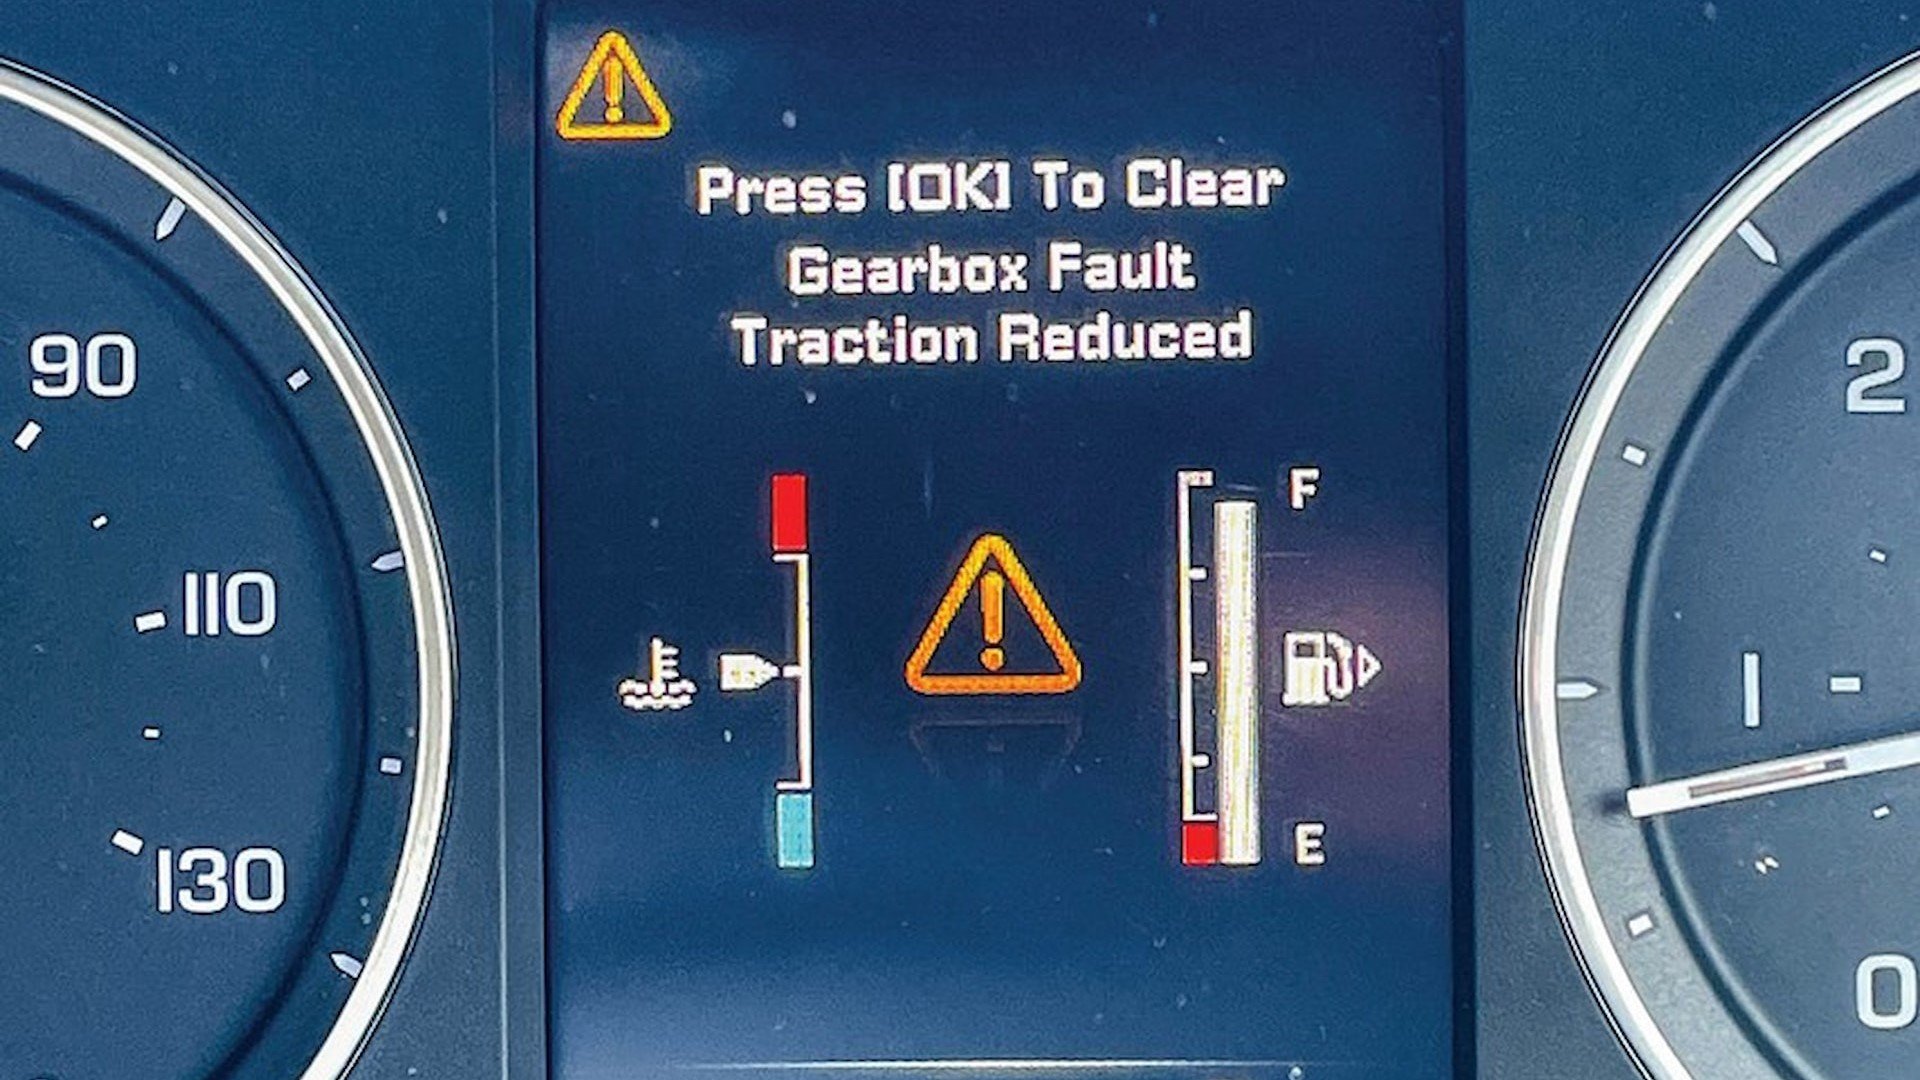 Press [OK] To Clear
Gearbox Fault
Traction Reduced
90
110
130
F
E
2
1
0